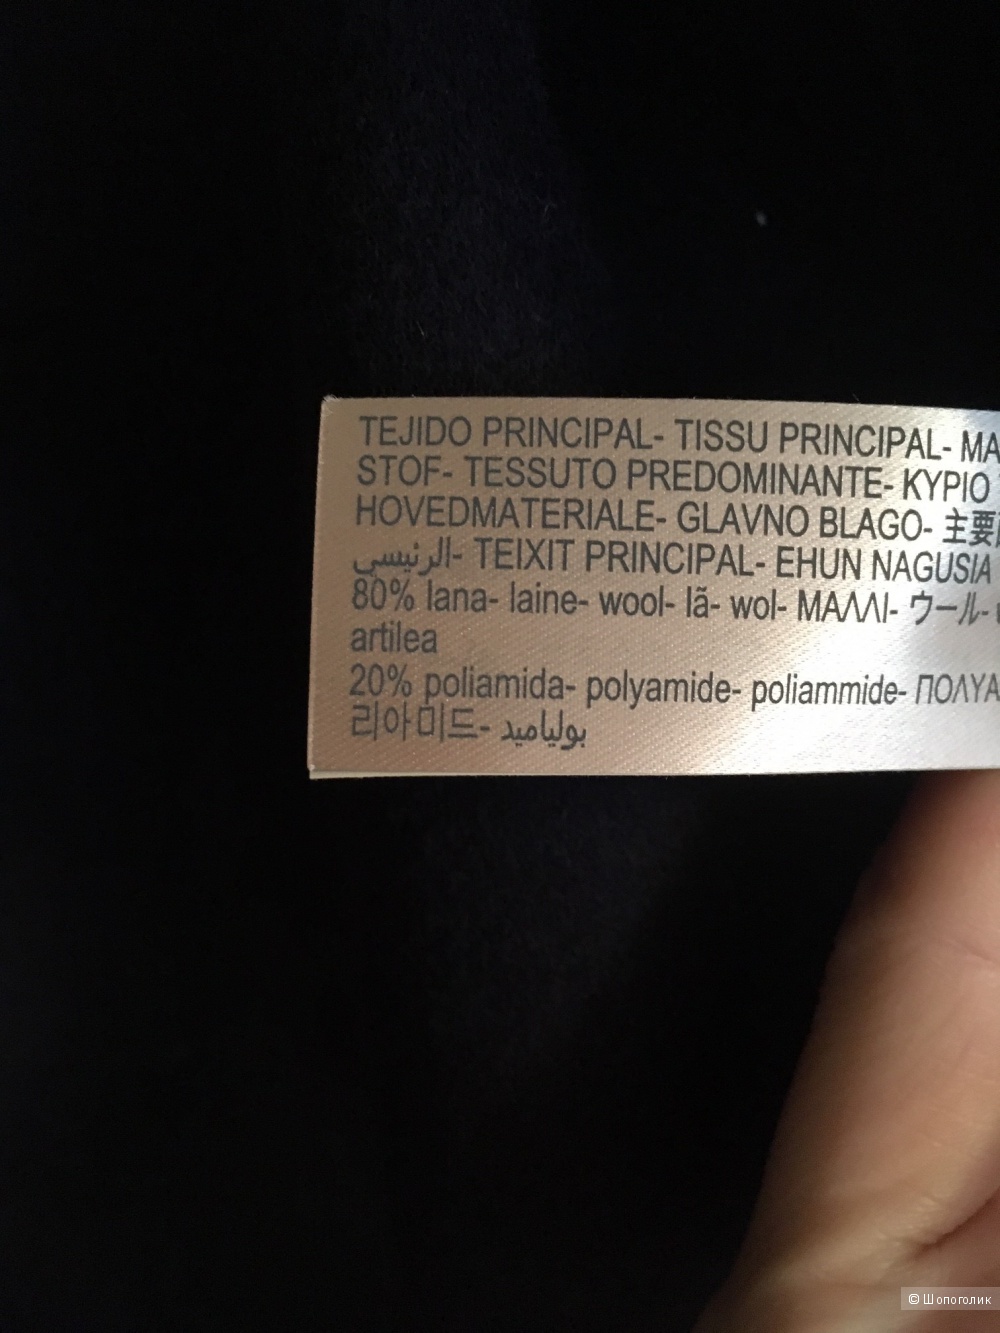 TEJIDO PRINCIPAL- TISSU PRINCIPAL- MA
STOF- TESSUTO PREDOMINANTE- ΚΥΡΙΟ
HOVEDMATERIALE- GLAVNO BLAGO- 主要
الرئيسي- TEIXIT PRINCIPAL- EHUN NAGUSIA
80% lana- laine- wool- lã- wol- ΜΑΛΛΙ- ウール-
artilea
20% poliamida- polyamide- poliammide- ΠΟΛΥΑ
리아미드- بولياميد
© Шопоголик